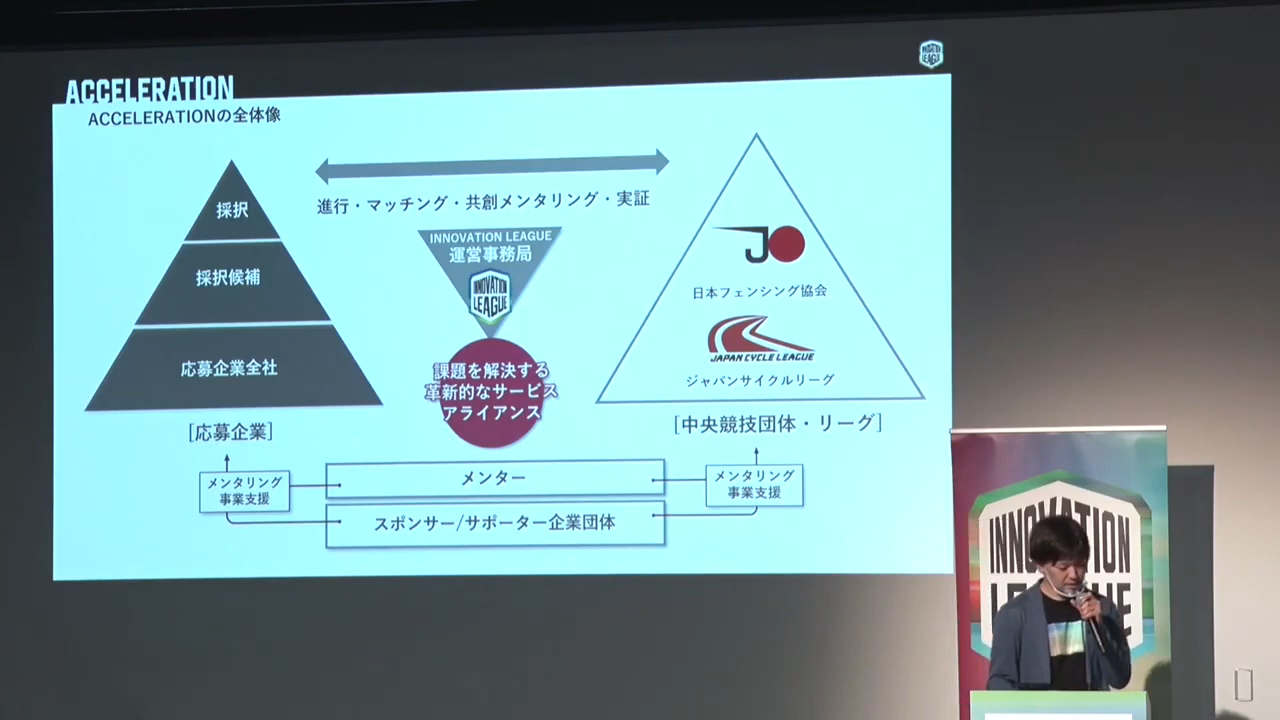 INNOVATION
LEAGUE
ACCELERATION
ACCELERATIONの全体像
進行・マッチング・共創メンタリング・実証
採択
採択候補
応募企業全社
[応募企業]
INNOVATION LEAGUE
運営事務局
INNOVATION
LEAGUE
課題を解決する
革新的なサービス
アライアンス
JO
日本フェンシング協会
JAPAN CYCLE LEAGUE
ジャパンサイクルリーグ
[中央競技団体・リーグ]
メンタリング
事業支援
メンター
スポンサー/サポーター企業団体
メンタリング
事業支援
INNOVATION
LEAGUE